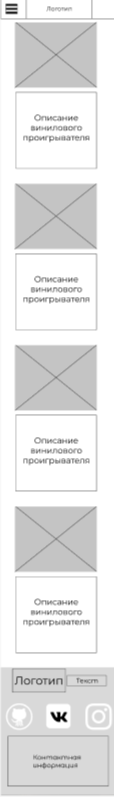 Логотип
Описание
винилового
проигрывателя
Описание
винилового
проигрывателя
Описание
винилового
проигрывателя
Описание
винилового
проигрывателя
Логотип
Текст
Контактная
информация